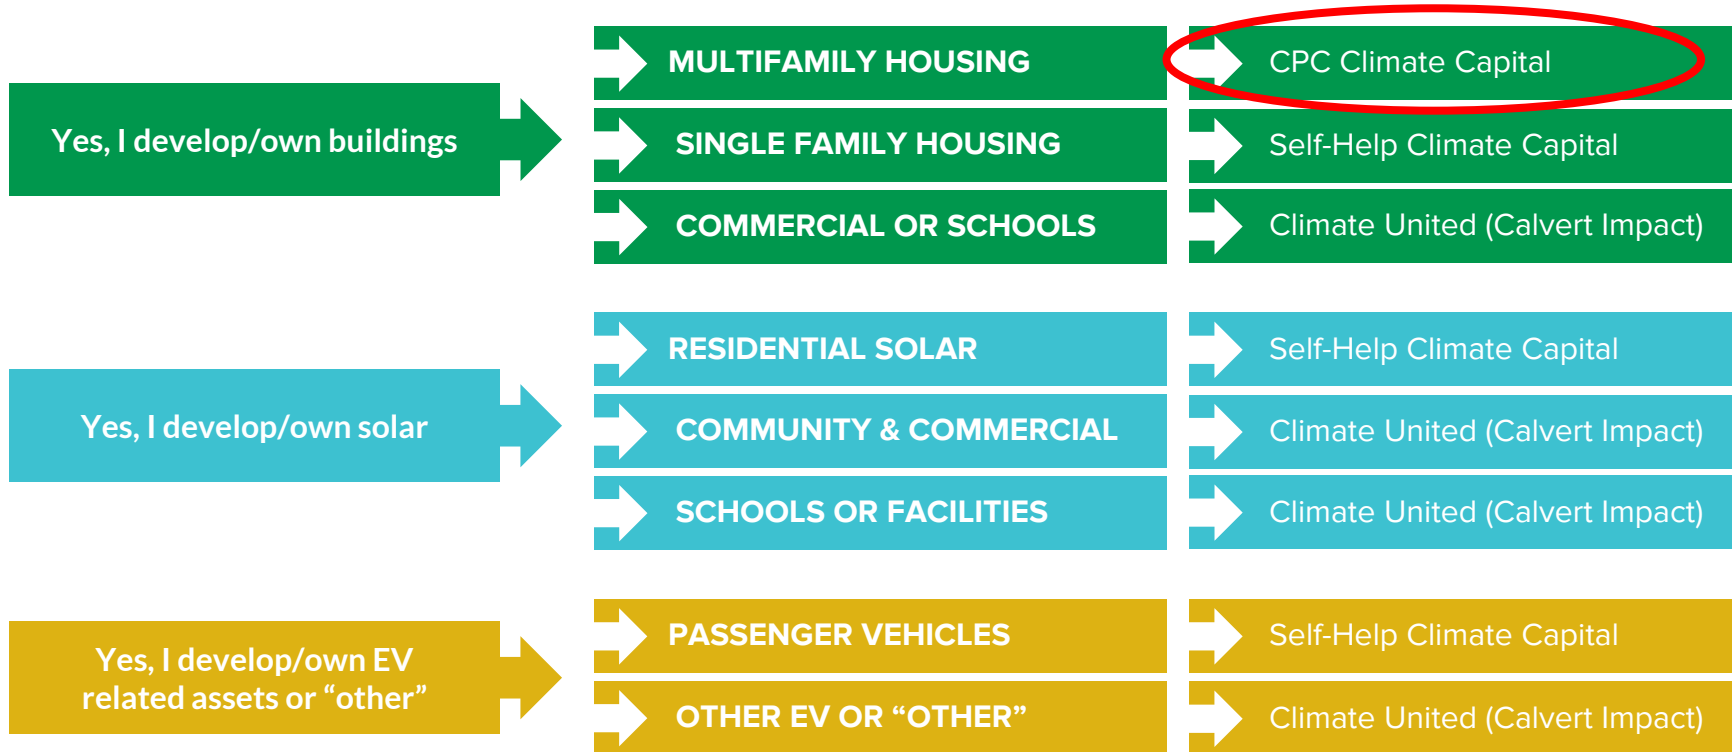 Yes, I develop/own buildings
MULTIFAMILY HOUSING
CPC Climate Capital
SINGLE FAMILY HOUSING
Self-Help Climate Capital
COMMERCIAL OR SCHOOLS
Climate United (Calvert Impact)
Yes, I develop/own solar
RESIDENTIAL SOLAR
Self-Help Climate Capital
COMMUNITY & COMMERCIAL
Climate United (Calvert Impact)
SCHOOLS OR FACILITIES
Climate United (Calvert Impact)
Yes, I develop/own EV
related assets or “other”
PASSENGER VEHICLES
Self-Help Climate Capital
OTHER EV OR “OTHER”
Climate United (Calvert Impact)